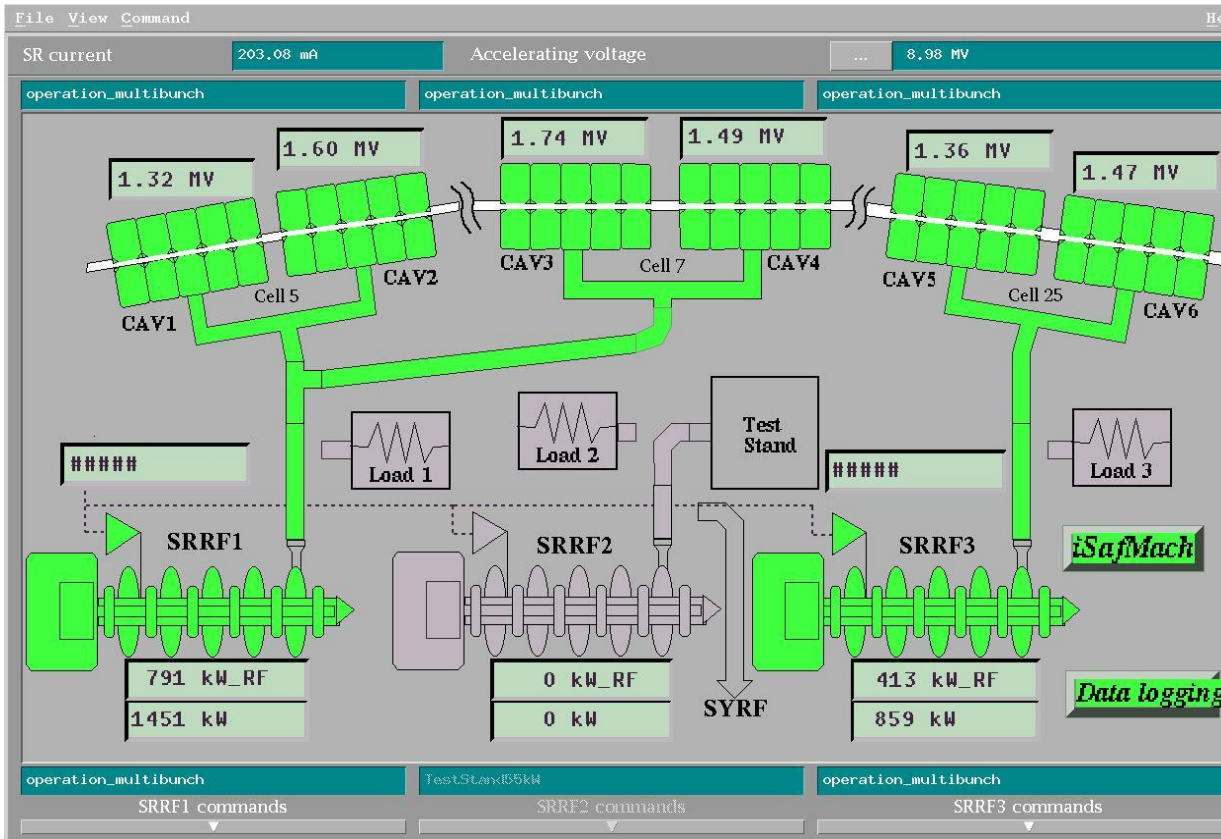 File View Command
SR current 203.08 mA Accelerating voltage ... 8.98 MV
operation_multibunch operation_multibunch operation_multibunch
1.32 MV 1.60 MV 1.74 MV 1.49 MV 1.36 MV 1.47 MV
CAV1 Cell 5 CAV2 CAV3 Cell 7 CAV4 CAV5 Cell 25 CAV6
Load 1 Load 2 Test Stand Load 3
##### #####
SRRF1 SRRF2 SRRF3 iSafMach
791 kW_RF 0 kW_RF 413 kW_RF
1451 kW 0 kW SYRF 859 kW Data logging
operation_multibunch TestStand55kW operation_multibunch
SRRF1 commands SRRF2 commands SRRF3 commands